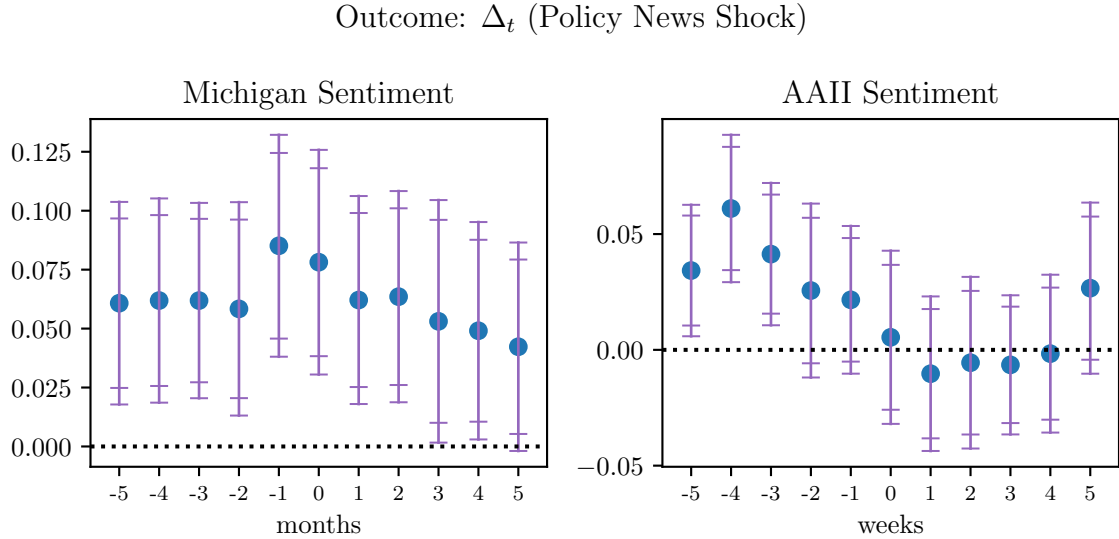 Outcome: Δt (Policy News Shock)
Michigan Sentiment
0.125
0.100
0.075
0.050
0.025
0.000
-5 -4 -3 -2 -1 0 1 2 3 4 5
months
AAII Sentiment
0.05
0.00
−0.05
-5 -4 -3 -2 -1 0 1 2 3 4 5
weeks